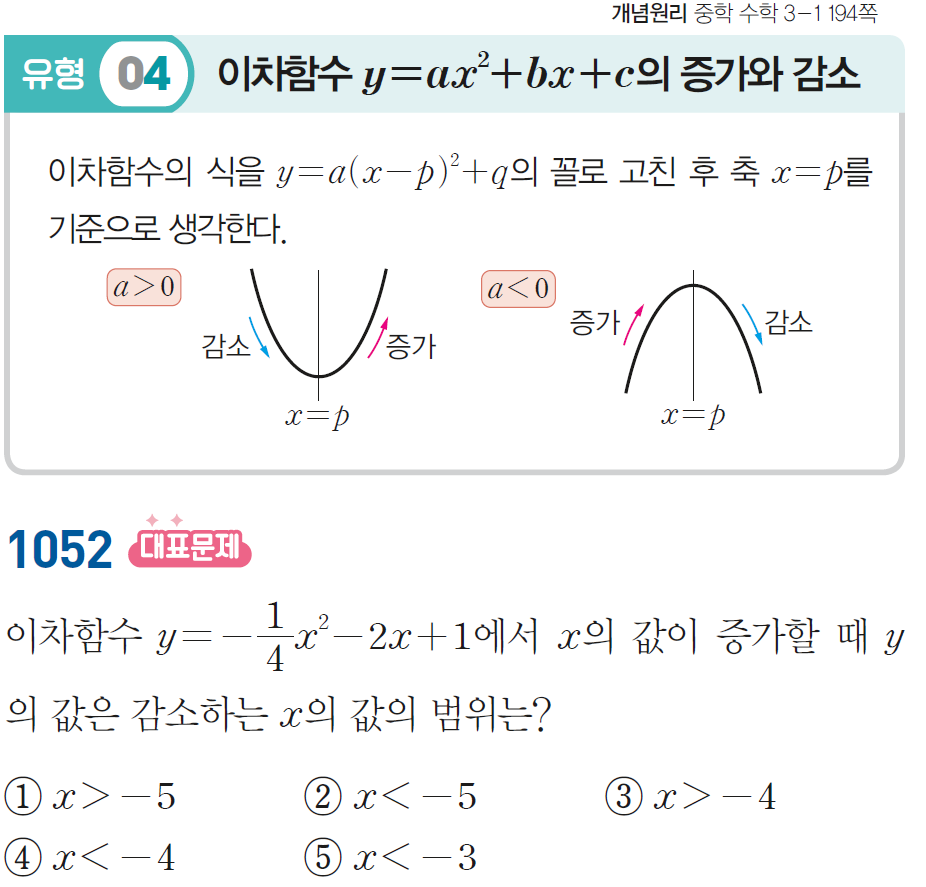 개념원리 중학 수학 3-1 194쪽
유형 04 이차함수 y=ax²+bx+c의 증가와 감소
이차함수의 식을 y=a(x-p)²+q의 꼴로 고친 후 축 x=p를
기준으로 생각한다.
a>0
a<0
감소
증가
증가
감소
x=p
x=p
1052 대표문제
이차함수 y=-\frac{1}{4}x²-2x+1에서 x의 값이 증가할 때 y
의 값은 감소하는 x의 값의 범위는?
① x>-5 ② x<-5 ③ x>-4
④ x<-4 ⑤ x<-3